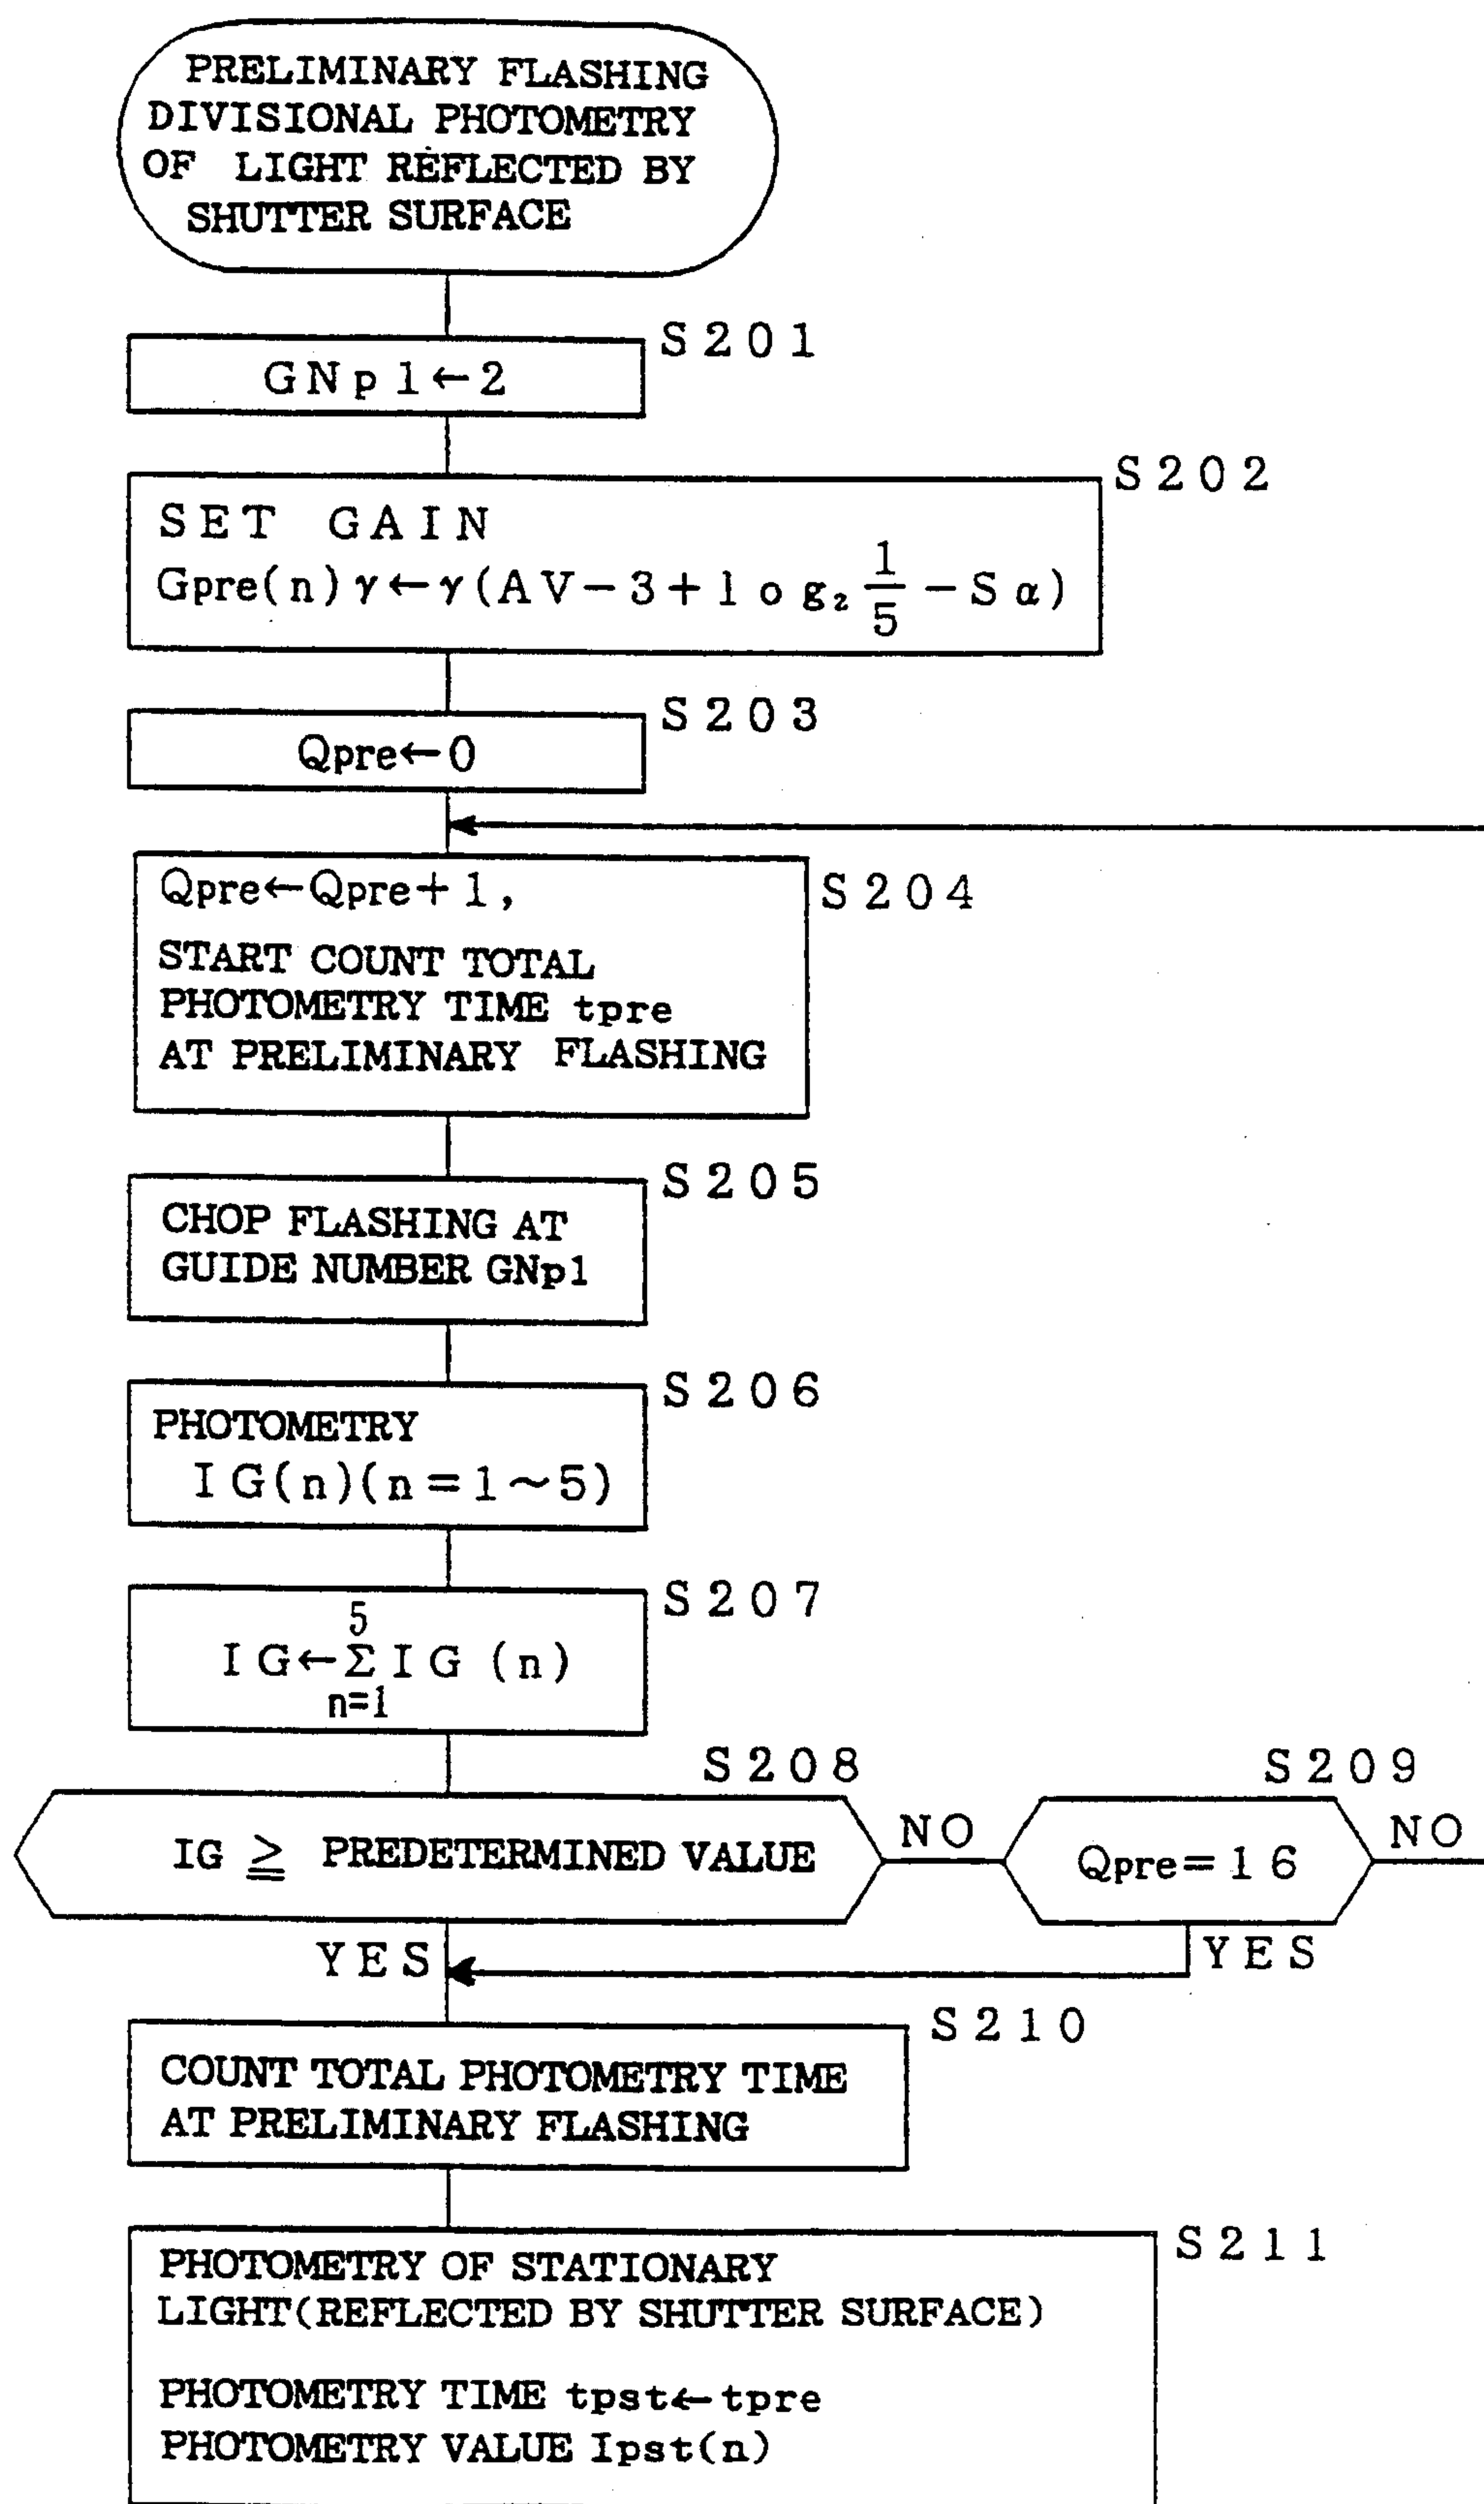 PRELIMINARY FLASHING
DIVISIONAL PHOTOMETRY
OF LIGHT REFLECTED BY
SHUTTER SURFACE
S201
GNp1←2
S202
SET GAIN
Gpre(n)γ←γ(AV−3+log₂ 1/5 −Sα)
S203
Qpre←0
Qpre←Qpre+1,
S204
START COUNT TOTAL
PHOTOMETRY TIME tpre
AT PRELIMINARY FLASHING
S205
CHOP FLASHING AT
GUIDE NUMBER GNp1
S206
PHOTOMETRY
IG(n)(n=1~5)
S207
5
IG←Σ IG (n)
n=1
S208
S209
IG ≧ PREDETERMINED VALUE
NO
Qpre=16
NO
YES
YES
S210
COUNT TOTAL PHOTOMETRY TIME
AT PRELIMINARY FLASHING
S211
PHOTOMETRY OF STATIONARY
LIGHT(REFLECTED BY SHUTTER SURFACE)
PHOTOMETRY TIME tpst←tpre
PHOTOMETRY VALUE Ipst(n)